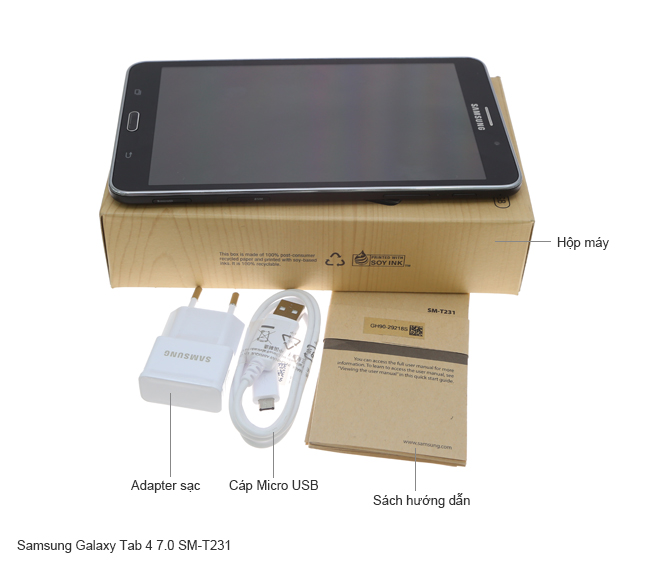 SAMSUNG
Hộp máy
This box is made of 100% post-consumer
recycled paper and printed with soy-based
inks. It is 100% recyclable.
PRINTED WITH
SOY INK
TM
SM-T231
GH90-29218S
SAMSUNG
You can access the full user manual for more
information. To learn to access the user manual, see
"Viewing the user manual" in this quick start guide.
www.samsung.com
Adapter sạc
Cáp Micro USB
Sách hướng dẫn
Samsung Galaxy Tab 4 7.0 SM-T231